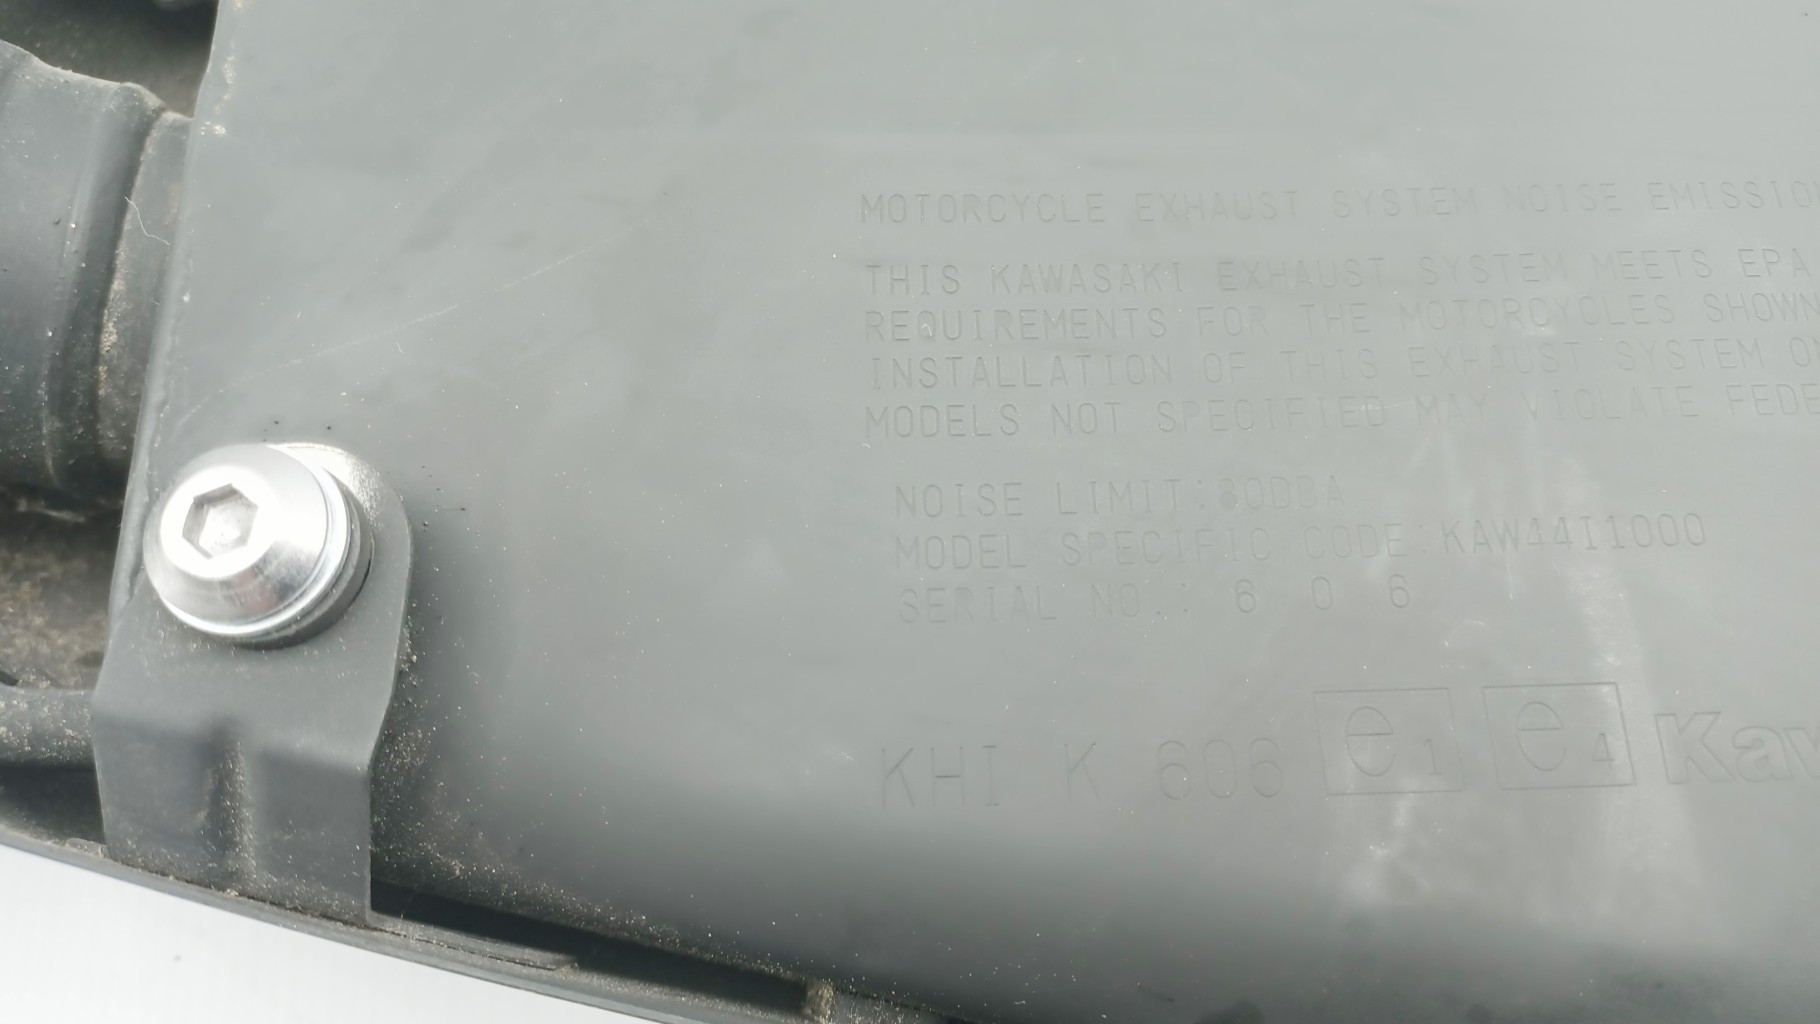 MOTORCYCLE EXHAUST SYSTEM NOISE EMISSIO
THIS KAWASAKI EXHAUST SYSTEM MEETS EPA
REQUIREMENTS FOR THE MOTORCYCLES SHOWN
INSTALLATION OF THIS EXHAUST SYSTEM ON
MODELS NOT SPECIFIED MAY VIOLATE FEDE
NOISE LIMIT:80DBA
MODEL SPECIFIC CODE:KAW44I1000
SERIAL NO.: 6 0 6
KHI K 606 e1 e4 Kaw